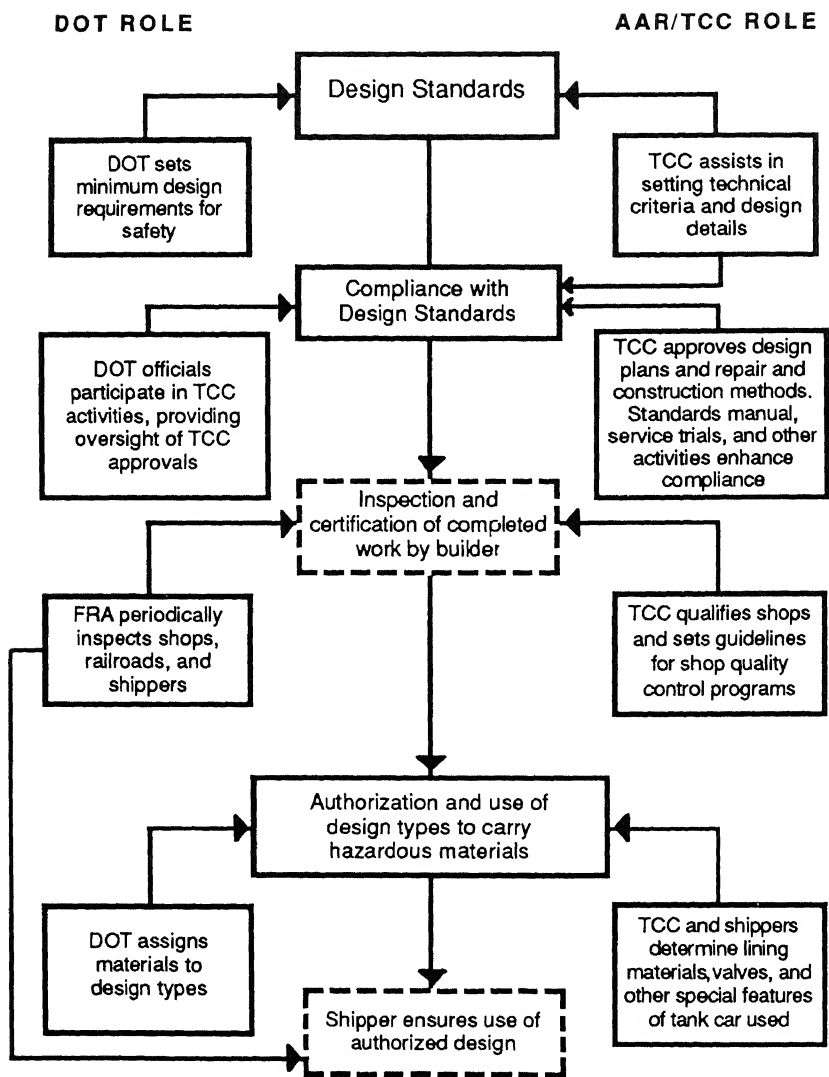 DOT ROLE
AAR/TCC ROLE
Design Standards
DOT sets
minimum design
requirements for
safety
TCC assists in
setting technical
criteria and design
details
Compliance with
Design Standards
DOT officials
participate in TCC
activities, providing
oversight of TCC
approvals
TCC approves design
plans and repair and
construction methods.
Standards manual,
service trials, and other
activities enhance
compliance
Inspection and
certification of completed
work by builder
FRA periodically
inspects shops,
railroads, and
shippers
TCC qualifies shops
and sets guidelines
for shop quality
control programs
Authorization and use of
design types to carry
hazardous materials
DOT assigns
materials to
design types
TCC and shippers
determine lining
materials, valves, and
other special features
of tank car used
Shipper ensures use of
authorized design